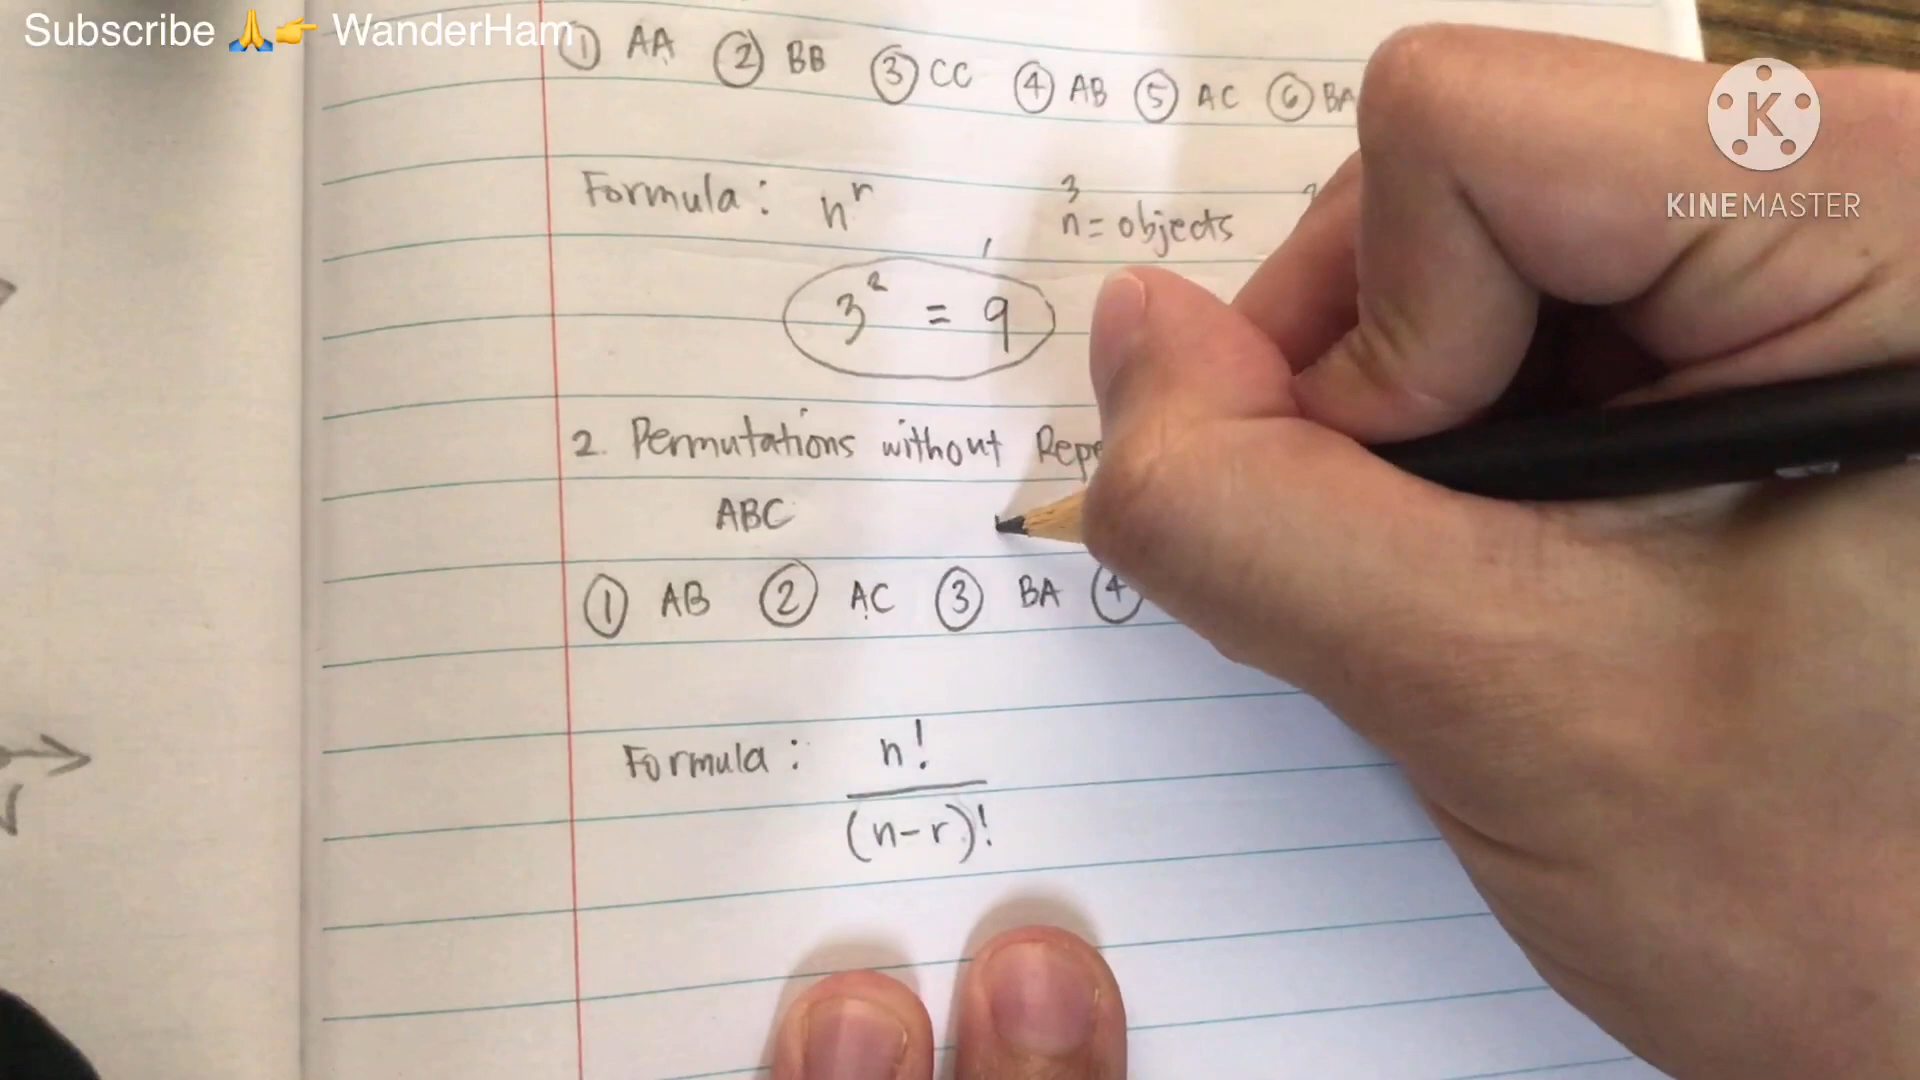 Subscribe 🙏👉 WanderHam
① AA ② BB ③ CC ④ AB ⑤ AC ⑥ BA
K
KINEMASTER
3
Formula: n^r n = objects
3² = 9
2. Permutations without Repe
ABC
① AB ② AC ③ BA ④
Formula: n!
(n-r)!